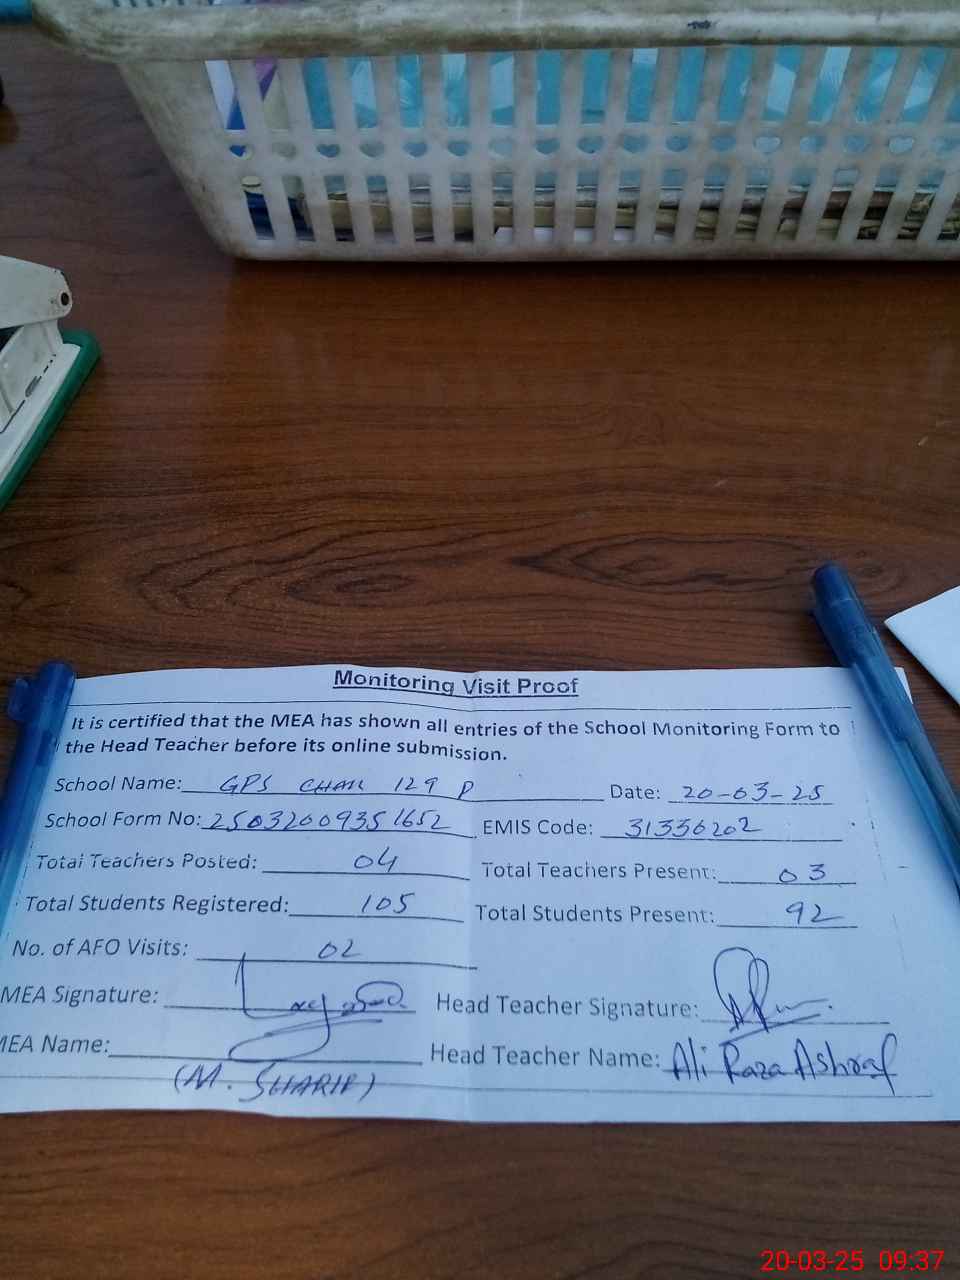 Monitoring Visit Proof
It is certified that the MEA has shown all entries of the School Monitoring Form to
the Head Teacher before its online submission.
School Name: GPS CHAK 129 P Date: 20-03-25
School Form No: 25032009351652 EMIS Code: 31336202
Total Teachers Posted: 04 Total Teachers Present: 03
Total Students Registered: 105 Total Students Present: 92
No. of AFO Visits: 02
MEA Signature: Head Teacher Signature:
MEA Name: Head Teacher Name: Ali Raza Ashraf
(M. SHARIF)
20-03-25 09:37